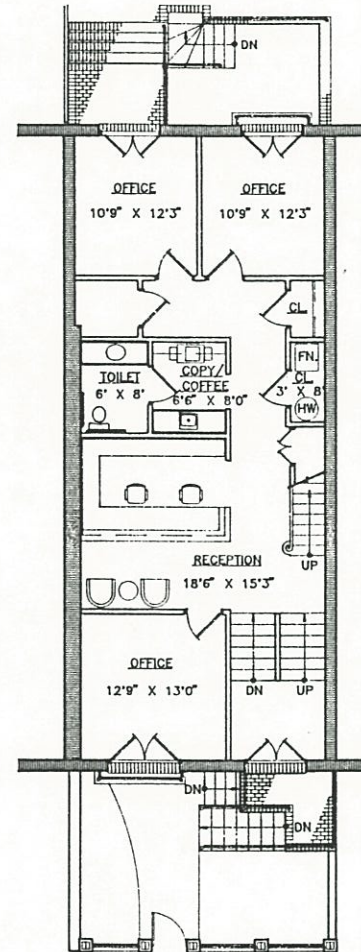 DN
OFFICE
10'9" X 12'3"
OFFICE
10'9" X 12'3"
CL.
TOILET
6' X 8'
COPY/
COFFEE
6'6" X 8'0"
FN.
CL.
3' X 8'
HW
RECEPTION
18'6" X 15'3"
UP
OFFICE
12'9" X 13'0"
DN
UP
DN
DN